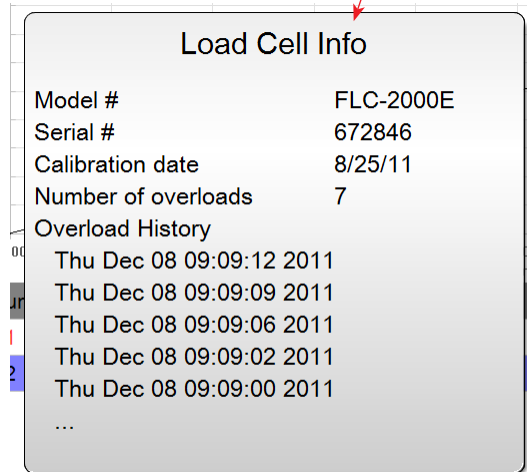 Load Cell Info
Model # FLC-2000E
Serial # 672846
Calibration date 8/25/11
Number of overloads 7
Overload History
Thu Dec 08 09:09:12 2011
Thu Dec 08 09:09:09 2011
Thu Dec 08 09:09:06 2011
Thu Dec 08 09:09:02 2011
Thu Dec 08 09:09:00 2011
...